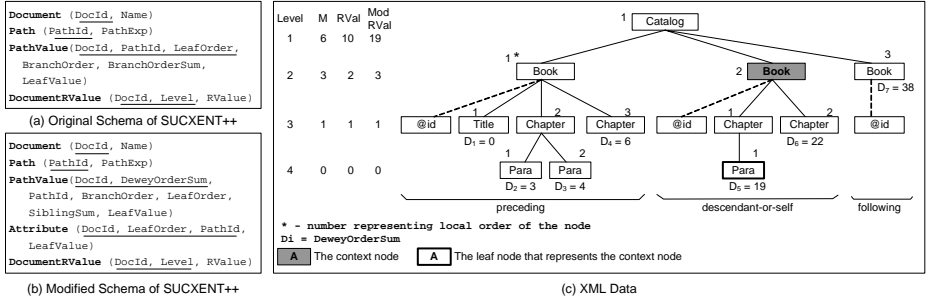 Document (DocId, Name)
Path (PathId, PathExp)
PathValue(DocId, PathId, LeafOrder,
BranchOrder, BranchOrderSum,
LeafValue)
DocumentRValue (DocId, Level, RValue)
(a) Original Schema of SUCXENT++
Document (DocId, Name)
Path (PathId, PathExp)
PathValue(DocId, DeweyOrderSum,
PathId, BranchOrder, LeafOrder,
SiblingSum, LeafValue)
Attribute (DocId, LeafOrder, PathId,
LeafValue)
DocumentRValue (DocId, Level, RValue)
(b) Modified Schema of SUCXENT++
Level M RVal Mod RVal
1 6 10 19
2 3 2 3
3 1 1 1
4 0 0 0
1 Catalog
1 * Book
2 Book
3 Book
D7 = 38
@id
1 Title
D1 = 0
2 Chapter
3 Chapter
D4 = 6
@id
1 Chapter
2 Chapter
D6 = 22
@id
1 Para
D2 = 3
2 Para
D3 = 4
1 Para
D5 = 19
preceding
descendant-or-self
following
* - number representing local order of the node
Di = DeweyOrderSum
A The context node
A The leaf node that represents the context node
(c) XML Data